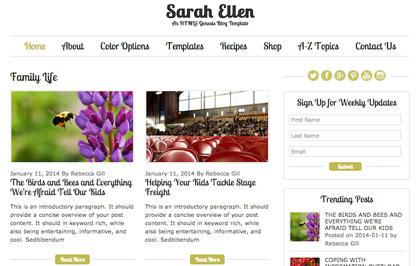 Sarah Ellen
An HTML5 Genesis Blog Template
Home About Color Options Templates Recipes Shop A-Z Topics Contact Us
Family Life
January 11, 2014 By Rebecca Gill
The Birds and Bees and Everything
We're Afraid Tell Our Kids
This is an introductory paragraph. It should
provide a concise overview of your post
content. It should in keyword rich, while
also being entertaining, informative, and
cool. Sedbibendum
Read More
January 11, 2014 By Rebecca Gill
Helping Your Kids Tackle Stage
Freight
This is an introductory paragraph. It should
provide a concise overview of your post
content. It should in keyword rich, while
also being entertaining, informative, and
cool. Sedbibendum
Read More
Sign Up for Weekly Updates
First Name
Last Name
Email
Submit
Trending Posts
THE BIRDS AND BEES AND
EVERYTHING WE'RE
AFRAID TELL OUR KIDS
Posted on 2014-01-11 by
Rebecca Gill
COPING WITH
INFORMATION OVERLOAD